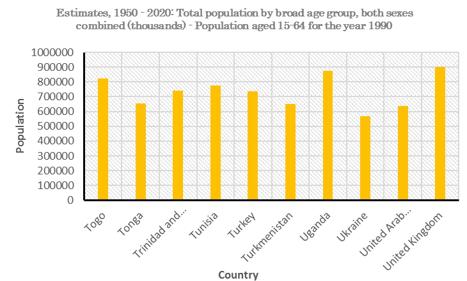 Estimates, 1950 - 2020: Total population by broad age group, both sexes
combined (thousands) - Population aged 15-64 for the year 1990
1000000
900000
800000
700000
600000
500000
400000
300000
200000
100000
0
Population
Togo
Tonga
Trinidad and...
Tunisia
Turkey
Turkmenistan
Uganda
Ukraine
United Arab...
United Kingdom
Country